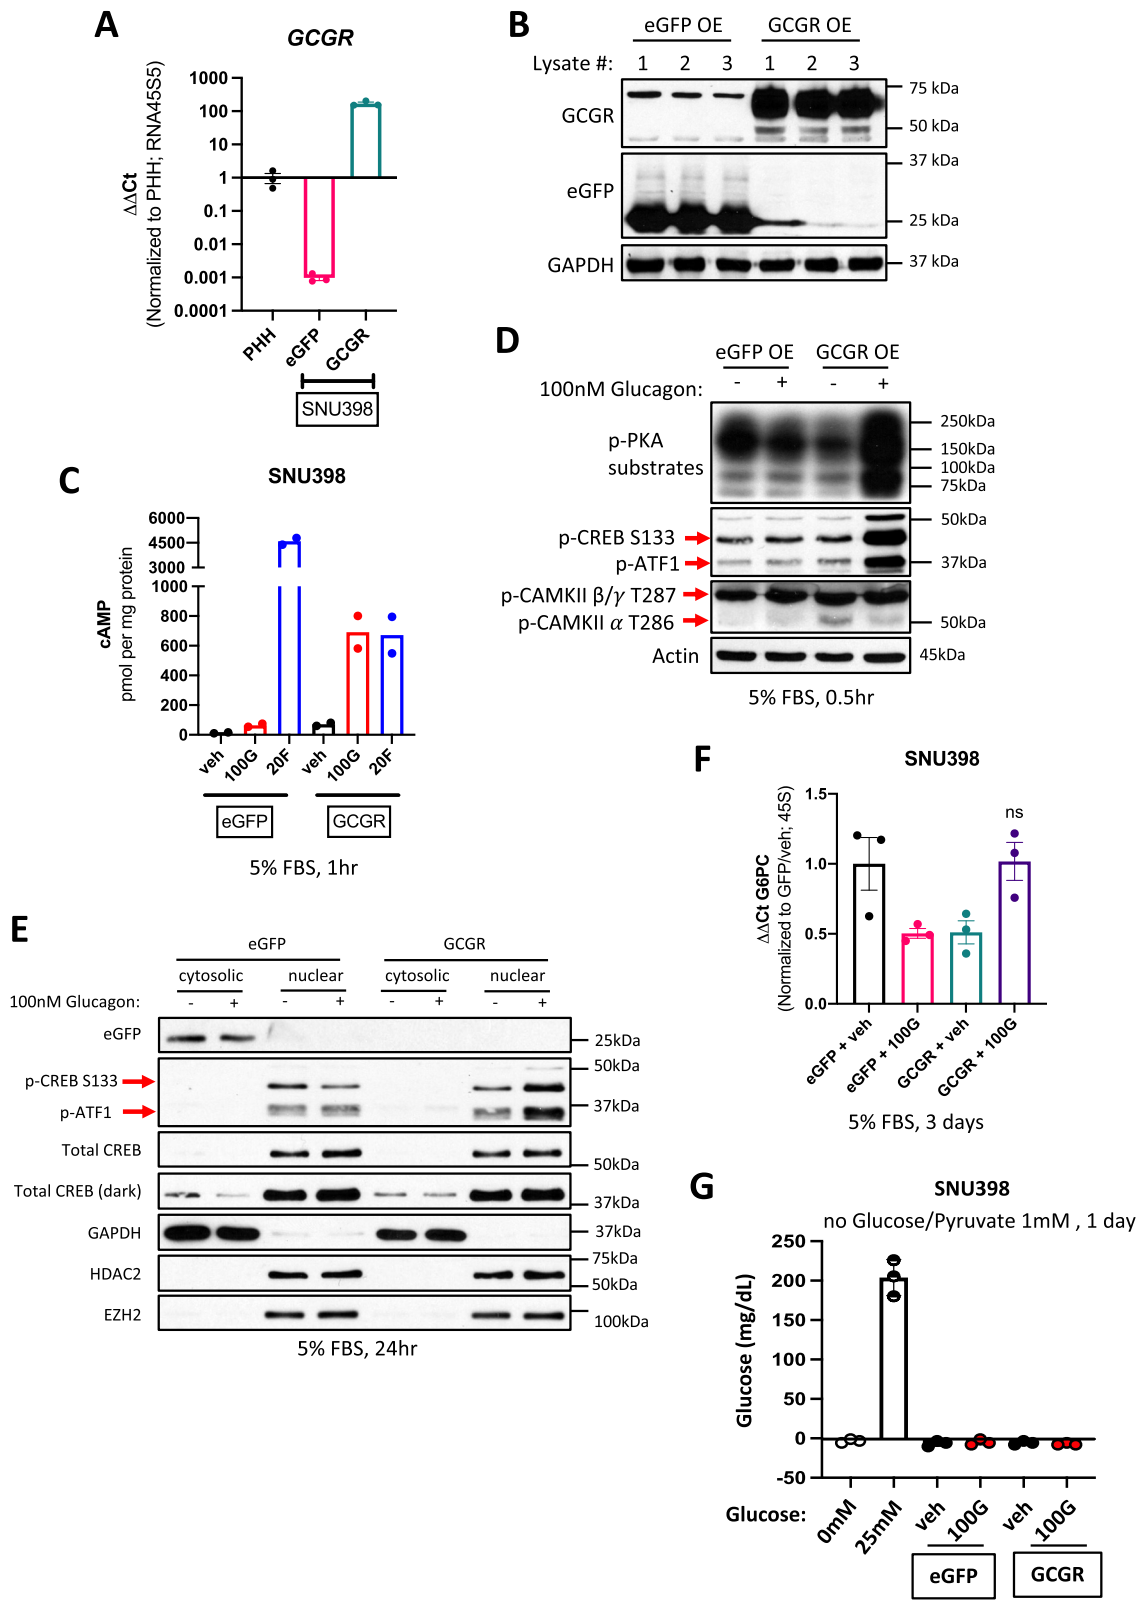 A
GCGR
ΔΔCt
(Normalized to PHH; RNA45S5)
1000
100
10
1
0.1
0.01
0.001
0.0001
PHH
eGFP
GCGR
SNU398
B
eGFP OE
GCGR OE
Lysate #:
1 2 3 1 2 3
GCGR
75 kDa
50 kDa
eGFP
37 kDa
25 kDa
GAPDH
37 kDa
C
SNU398
cAMP
pmol per mg protein
6000
4500
3000
1000
800
600
400
200
0
veh
100G
20F
veh
100G
20F
eGFP
GCGR
5% FBS, 1hr
D
eGFP OE
GCGR OE
100nM Glucagon:
- + - +
p-PKA
substrates
250kDa
150kDa
100kDa
75kDa
p-CREB S133
p-ATF1
50kDa
37kDa
p-CAMKII β/γ T287
p-CAMKII α T286
50kDa
Actin
45kDa
5% FBS, 0.5hr
E
eGFP
GCGR
cytosolic
nuclear
cytosolic
nuclear
100nM Glucagon:
- + - + - + - +
eGFP
25kDa
p-CREB S133
p-ATF1
50kDa
37kDa
Total CREB
50kDa
Total CREB (dark)
37kDa
GAPDH
37kDa
HDAC2
75kDa
50kDa
EZH2
100kDa
5% FBS, 24hr
F
SNU398
ΔΔCt G6PC
(Normalized to GFP/veh; 45S)
1.5
1.0
0.5
0.0
ns
eGFP + veh
eGFP + 100G
GCGR + veh
GCGR + 100G
5% FBS, 3 days
G
SNU398
no Glucose/Pyruvate 1mM , 1 day
Glucose (mg/dL)
250
200
150
100
50
0
-50
Glucose:
0mM
25mM
veh
100G
veh
100G
eGFP
GCGR